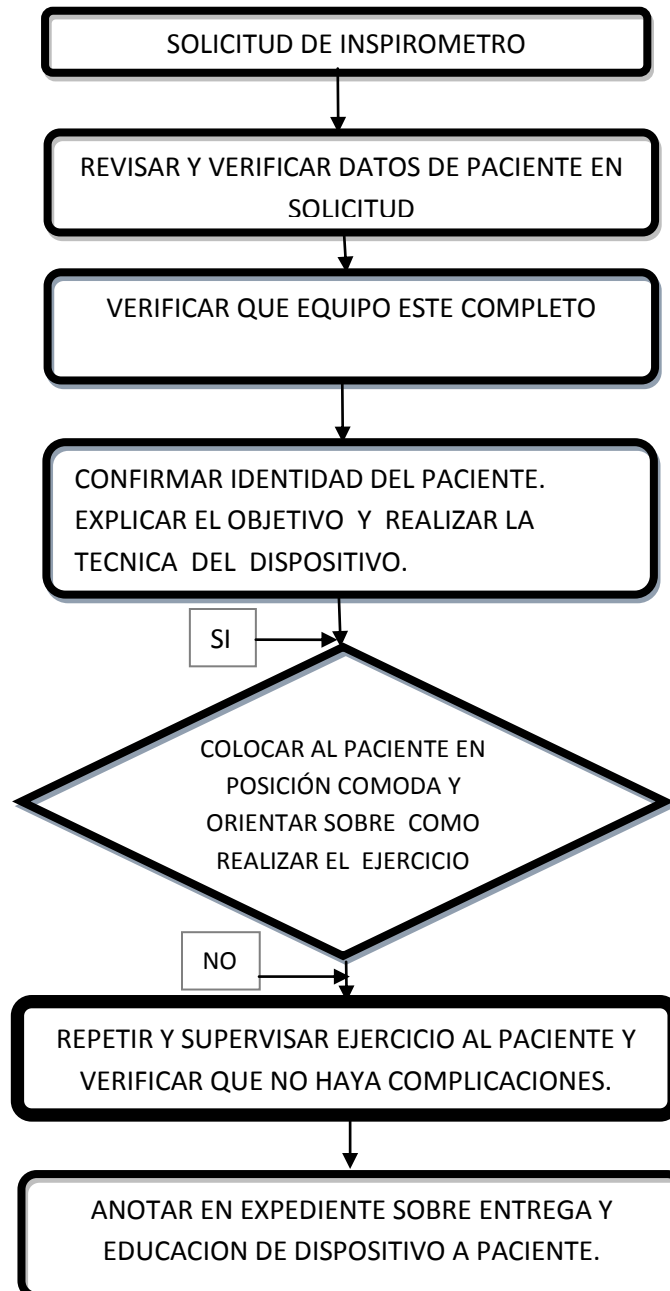 SOLICITUD DE INSPIROMETRO
REVISAR Y VERIFICAR DATOS DE PACIENTE EN
SOLICITUD
VERIFICAR QUE EQUIPO ESTE COMPLETO
CONFIRMAR IDENTIDAD DEL PACIENTE.
EXPLICAR EL OBJETIVO Y REALIZAR LA
TECNICA DEL DISPOSITIVO.
SI
COLOCAR AL PACIENTE EN
POSICIÓN COMODA Y
ORIENTAR SOBRE COMO
REALIZAR EL EJERCICIO
NO
REPETIR Y SUPERVISAR EJERCICIO AL PACIENTE Y
VERIFICAR QUE NO HAYA COMPLICACIONES.
ANOTAR EN EXPEDIENTE SOBRE ENTREGA Y
EDUCACION DE DISPOSITIVO A PACIENTE.